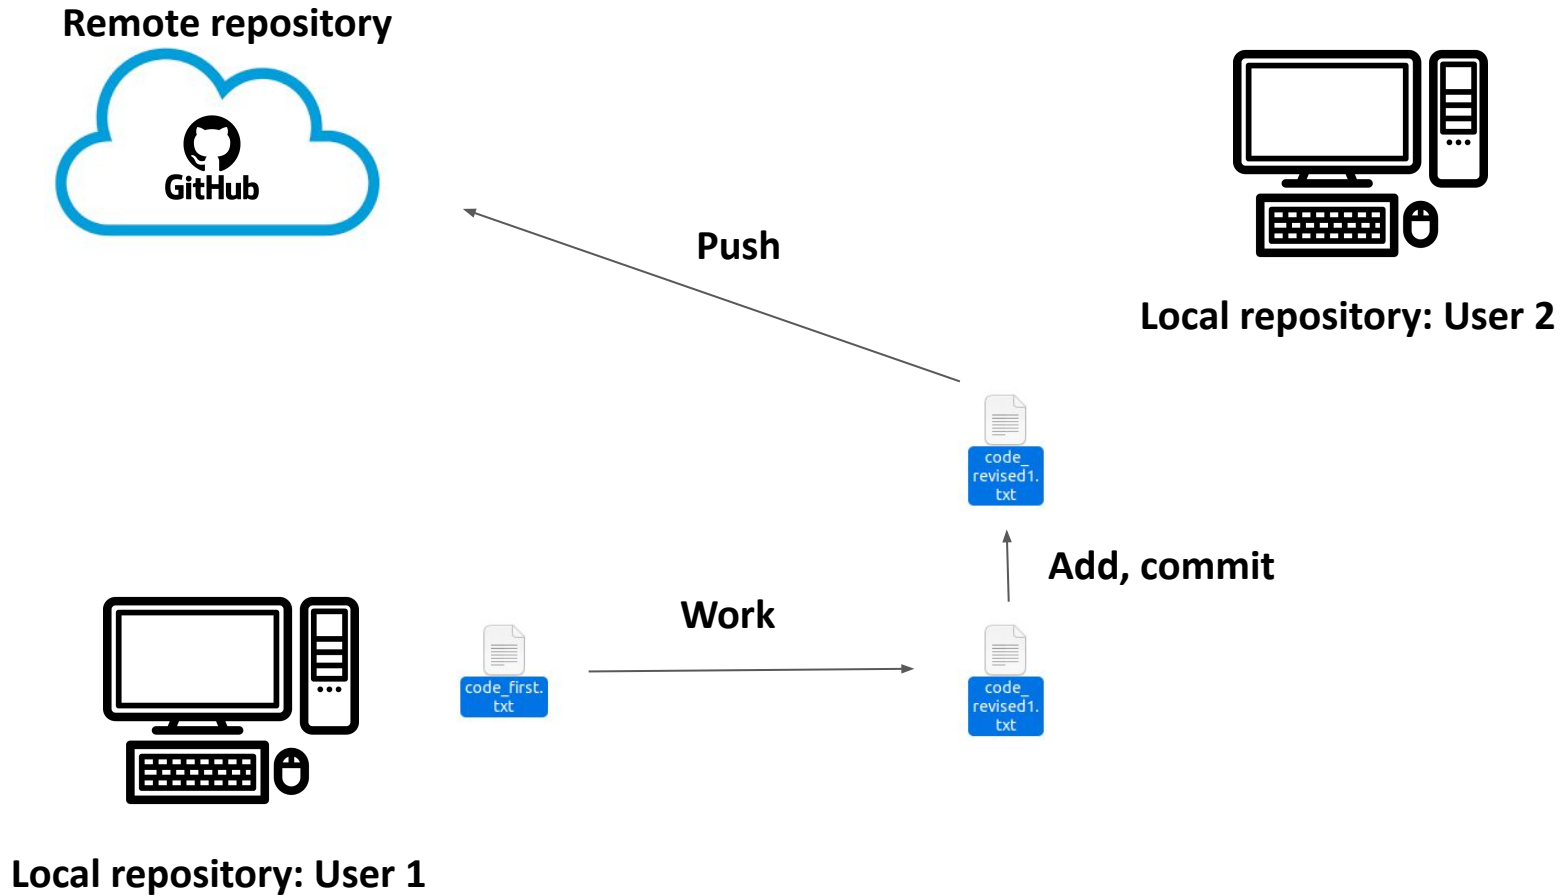 Remote repository
GitHub
Push
Local repository: User 2
code_
revised1.
txt
Add, commit
Work
code_first.
txt
code_
revised1.
txt
Local repository: User 1